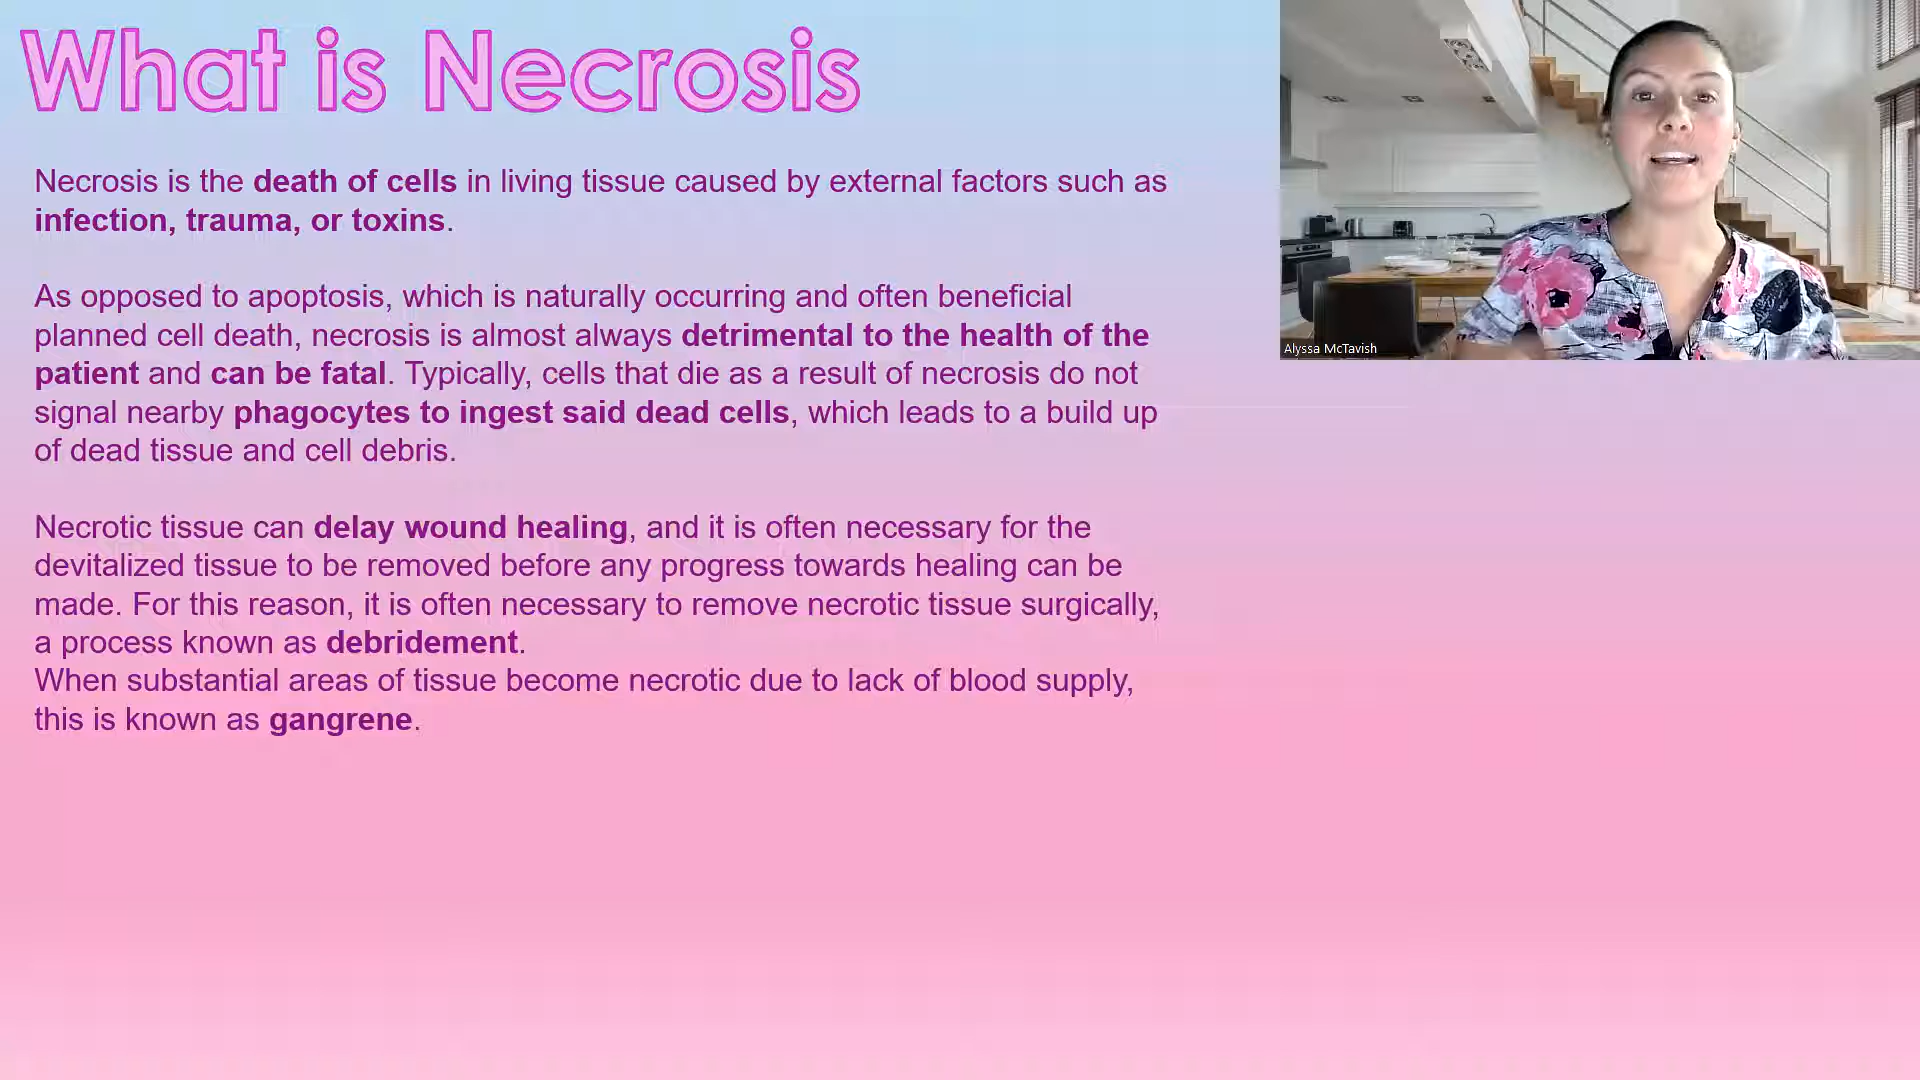 What is Necrosis
Necrosis is the death of cells in living tissue caused by external factors such as
infection, trauma, or toxins.
As opposed to apoptosis, which is naturally occurring and often beneficial
planned cell death, necrosis is almost always detrimental to the health of the
patient and can be fatal. Typically, cells that die as a result of necrosis do not
signal nearby phagocytes to ingest said dead cells, which leads to a build up
of dead tissue and cell debris.
Necrotic tissue can delay wound healing, and it is often necessary for the
devitalized tissue to be removed before any progress towards healing can be
made. For this reason, it is often necessary to remove necrotic tissue surgically,
a process known as debridement.
When substantial areas of tissue become necrotic due to lack of blood supply,
this is known as gangrene.
Alyssa McTavish